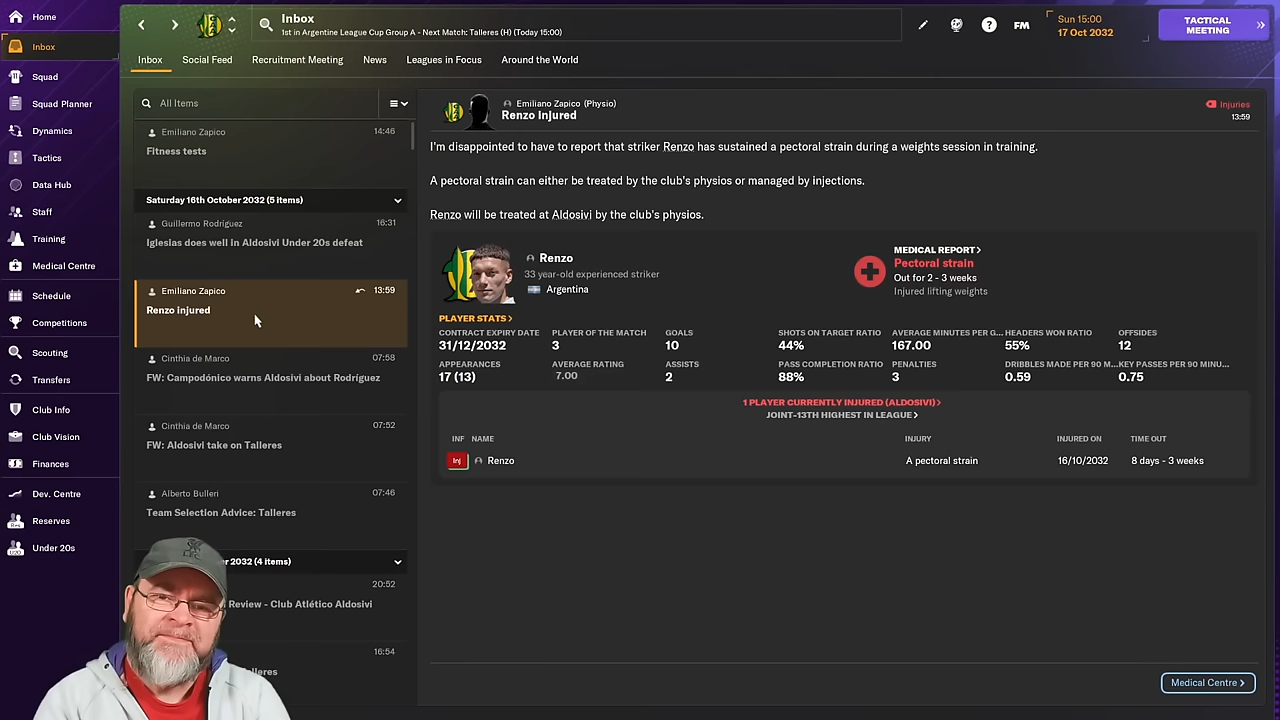 Home
Inbox
Squad
Squad Planner
Dynamics
Tactics
Data Hub
Staff
Training
Medical Centre
Schedule
Competitions
Scouting
Transfers
Club Info
Club Vision
Finances
Dev. Centre
Reserves
Under 20s
Inbox
1st in Argentine League Cup Group A - Next Match: Talleres (H) (Today 15:00)
FM
Sun 15:00
17 Oct 2032
TACTICAL
MEETING
Inbox Social Feed Recruitment Meeting News Leagues in Focus Around the World
All Items
Emiliano Zapico 14:46
Fitness tests
Saturday 16th October 2032 (5 items)
Guillermo Rodríguez 16:31
Iglesias does well in Aldosivi Under 20s defeat
Emiliano Zapico 13:59
Renzo injured
Cinthia de Marco 07:58
FW: Campodónico warns Aldosivi about Rodríguez
Cinthia de Marco 07:52
FW: Aldosivi take on Talleres
Alberto Bulleri 07:46
Team Selection Advice: Talleres
2032 (4 items)
20:52
Review - Club Atlético Aldosivi
16:54
Emiliano Zapico (Physio)
Renzo Injured
Injuries
13:59
I'm disappointed to have to report that striker Renzo has sustained a pectoral strain during a weights session in training.
A pectoral strain can either be treated by the club's physios or managed by injections.
Renzo will be treated at Aldosivi by the club's physios.
Renzo
33 year-old experienced striker
Argentina
MEDICAL REPORT
Pectoral strain
Out for 2 - 3 weeks
Injured lifting weights
PLAYER STATS
CONTRACT EXPIRY DATE PLAYER OF THE MATCH GOALS SHOTS ON TARGET RATIO AVERAGE MINUTES PER G... HEADERS WON RATIO OFFSIDES
31/12/2032 3 10 44% 167.00 55% 12
APPEARANCES AVERAGE RATING ASSISTS PASS COMPLETION RATIO PENALTIES DRIBBLES MADE PER 90 M... KEY PASSES PER 90 MINU...
17 (13) 7.00 2 88% 3 0.59 0.75
1 PLAYER CURRENTLY INJURED (ALDOSIVI)
JOINT-13TH HIGHEST IN LEAGUE
INF NAME INJURY INJURED ON TIME OUT
Inj Renzo A pectoral strain 16/10/2032 8 days - 3 weeks
Medical Centre